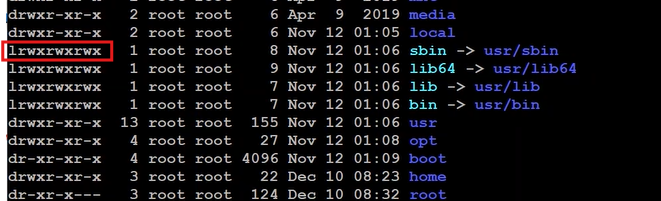 drwxr-xr-x 2 root root 6 Apr 9 2019 media
drwxr-xr-x 2 root root 6 Nov 12 01:05 local
lrwxrwxrwx 1 root root 8 Nov 12 01:06 sbin -> usr/sbin
lrwxrwxrwx 1 root root 9 Nov 12 01:06 lib64 -> usr/lib64
lrwxrwxrwx 1 root root 7 Nov 12 01:06 lib -> usr/lib
lrwxrwxrwx 1 root root 7 Nov 12 01:06 bin -> usr/bin
drwxr-xr-x 13 root root 155 Nov 12 01:06 usr
drwxr-xr-x 4 root root 27 Nov 12 01:08 opt
dr-xr-xr-x 4 root root 4096 Nov 12 01:09 boot
drwxr-xr-x 3 root root 22 Dec 10 08:23 home
dr-xr-x--- 3 root root 124 Dec 10 08:32 root